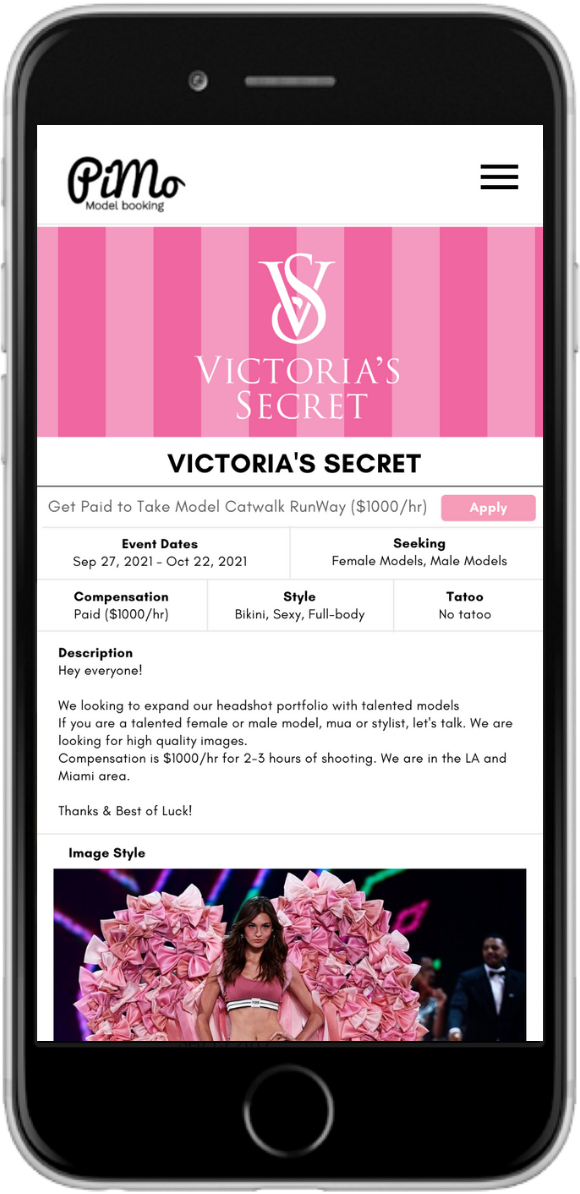 PiMo
Model booking
VS
VICTORIA'S
SECRET
VICTORIA'S SECRET
Get Paid to Take Model Catwalk RunWay ($1000/hr)
Apply
Event Dates
Sep 27, 2021 - Oct 22, 2021
Seeking
Female Models, Male Models
Compensation
Paid ($1000/hr)
Style
Bikini, Sexy, Full-body
Tatoo
No tatoo
Description
Hey everyone!
We looking to expand our headshot portfolio with talented models
If you are a talented female or male model, mua or stylist, let's talk. We are
looking for high quality images.
Compensation is $1000/hr for 2-3 hours of shooting. We are in the LA and
Miami area.
Thanks & Best of Luck!
Image Style